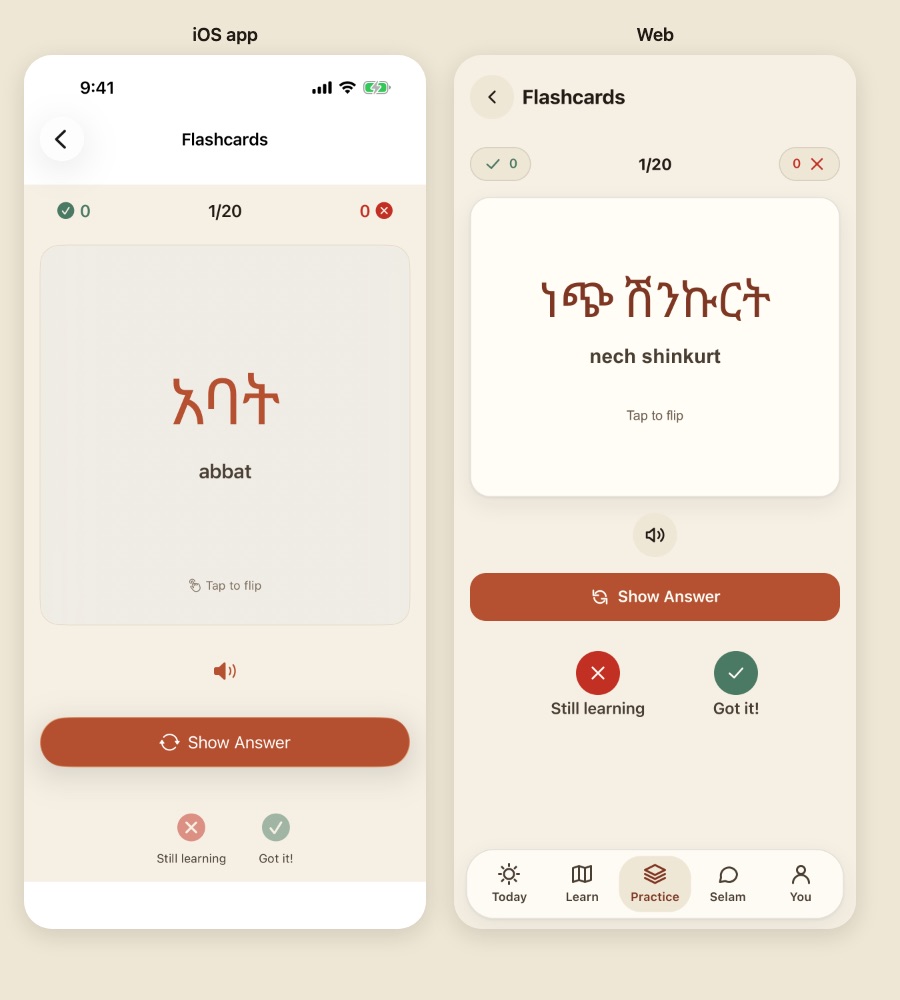 iOS app
9:41
Flashcards
0
1/20
0
አባት
abbat
Tap to flip
Show Answer
Still learning
Got it!
Web
Flashcards
0
1/20
0
ነጭ ሽንኩርት
nech shinkurt
Tap to flip
Show Answer
Still learning
Got it!
Today
Learn
Practice
Selam
You